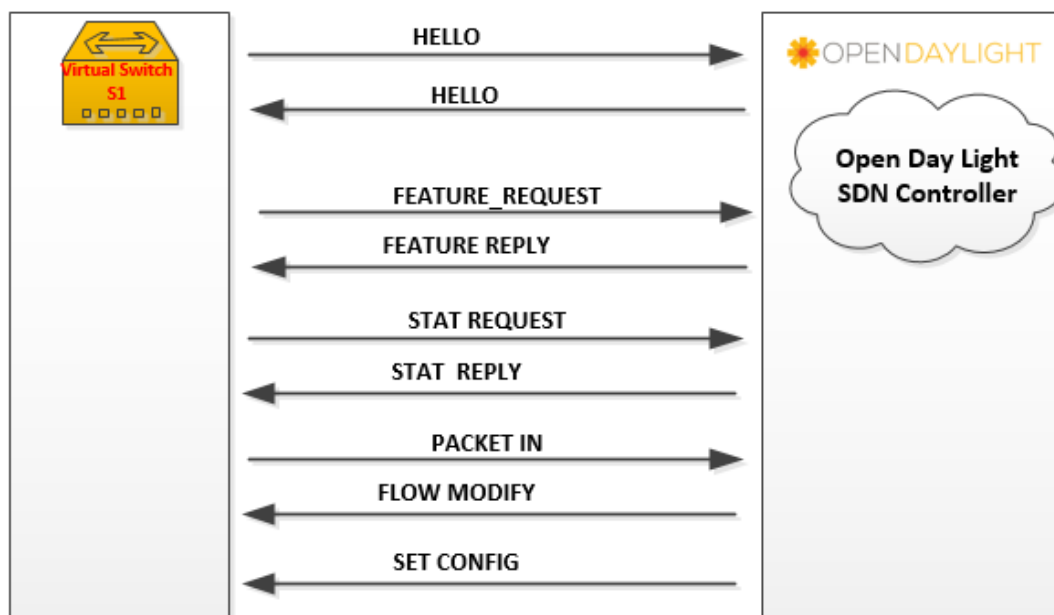 Virtual Switch
S1
HELLO
HELLO
FEATURE_REQUEST
FEATURE REPLY
STAT REQUEST
STAT REPLY
PACKET IN
FLOW MODIFY
SET CONFIG
OPENDAYLIGHT
Open Day Light
SDN Controller